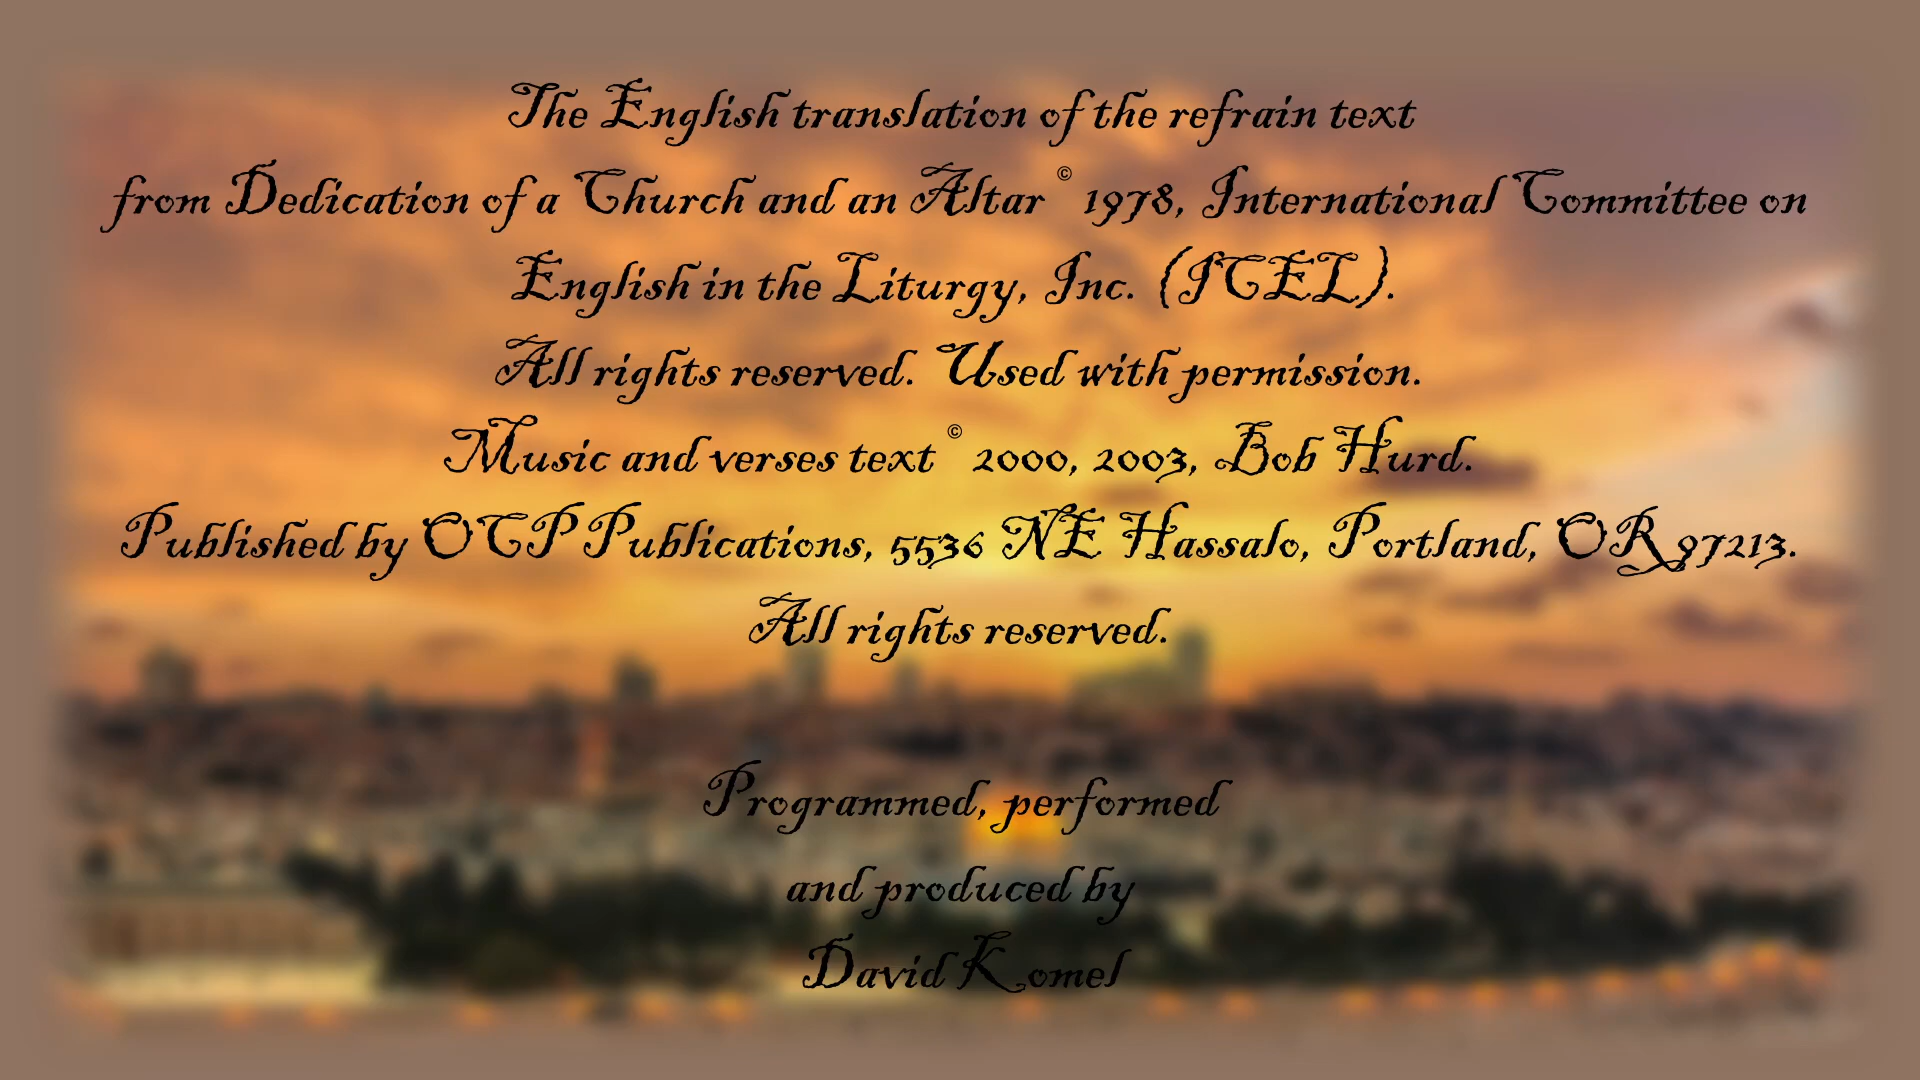 The English translation of the refrain text
from Dedication of a Church and an Altar © 1978, International Committee on
English in the Liturgy, Inc. (ICEL).
All rights reserved. Used with permission.
Music and verses text © 2000, 2003, Bob Hurd.
Published by OCP Publications, 5536 NE Hassalo, Portland, OR 97213.
All rights reserved.
Programmed, performed
and produced by
David Komel